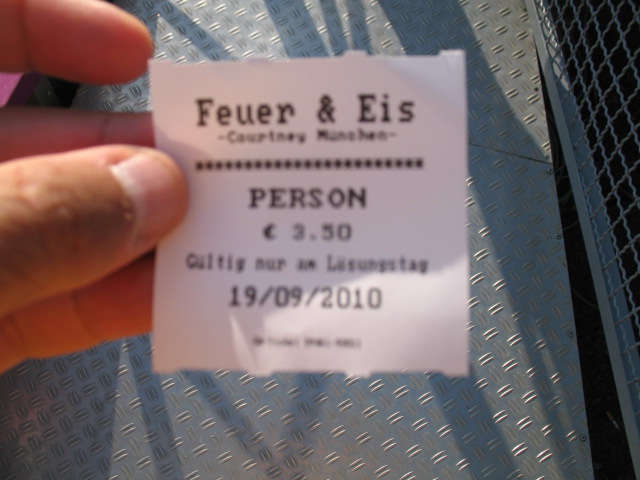 Feuer & Eis
-Courtney München-
************************
PERSON
€ 3.50
Gültig nur am Lösungstag
19/09/2010